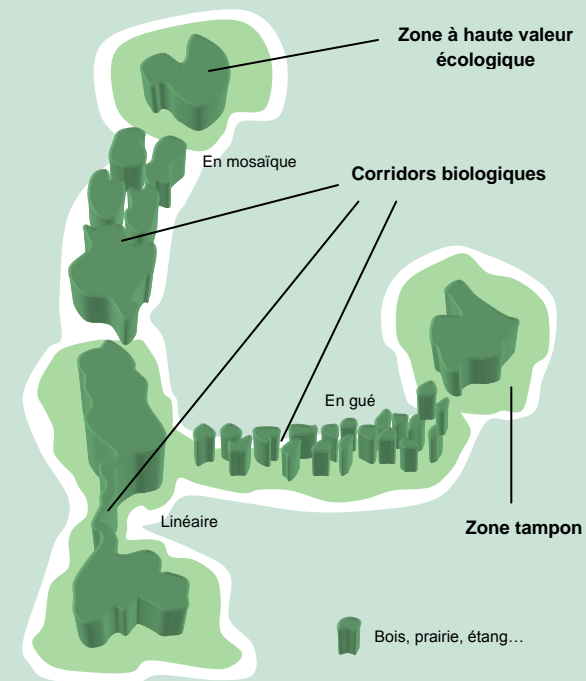 Zone à haute valeur
écologique
En mosaïque
Corridors biologiques
En gué
Linéaire
Zone tampon
Bois, prairie, étang…